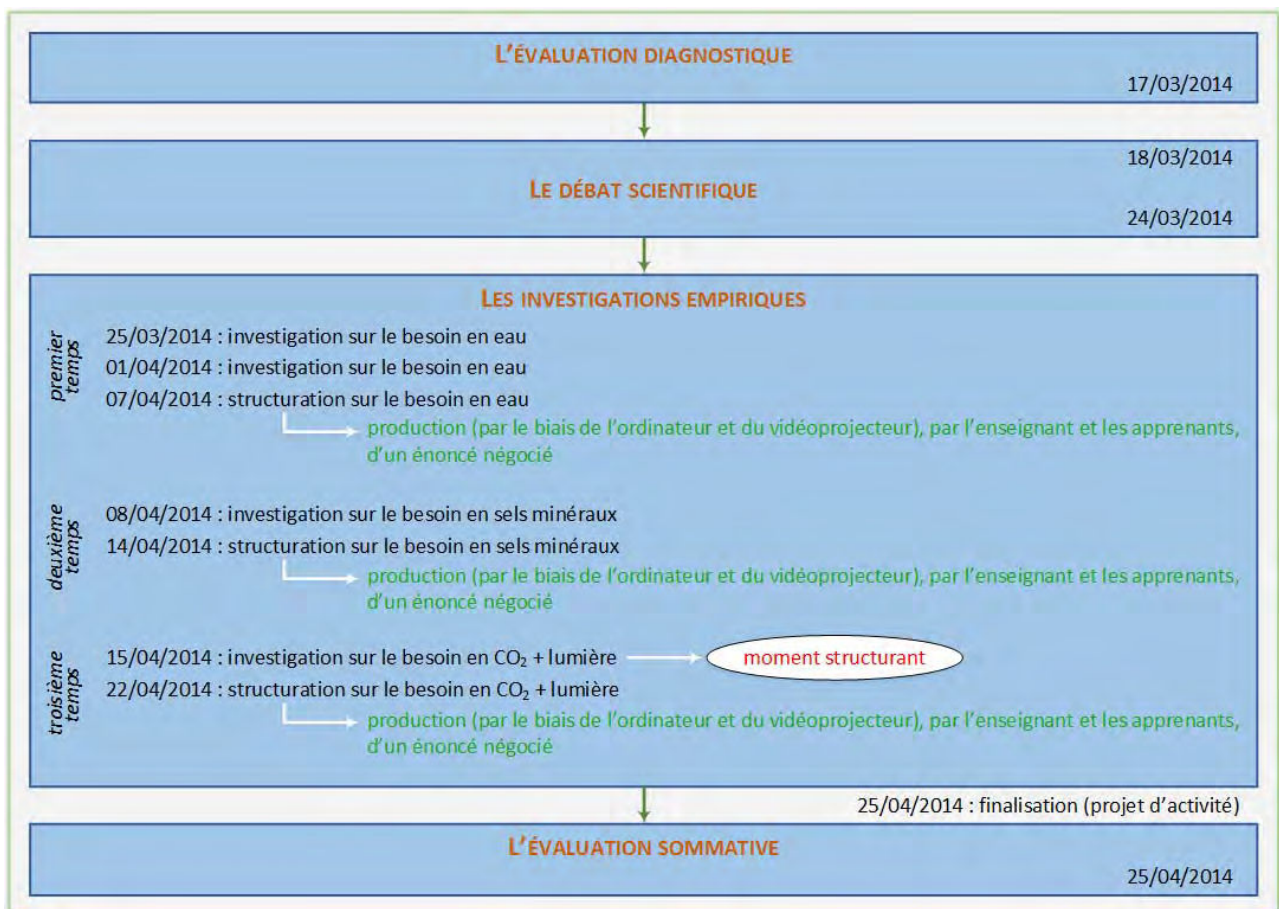 L'ÉVALUATION DIAGNOSTIQUE
17/03/2014
18/03/2014
LE DÉBAT SCIENTIFIQUE
24/03/2014
LES INVESTIGATIONS EMPIRIQUES
premier
temps
25/03/2014 : investigation sur le besoin en eau
01/04/2014 : investigation sur le besoin en eau
07/04/2014 : structuration sur le besoin en eau
production (par le biais de l'ordinateur et du vidéoprojecteur), par l'enseignant et les apprenants,
d'un énoncé négocié
deuxième
temps
08/04/2014 : investigation sur le besoin en sels minéraux
14/04/2014 : structuration sur le besoin en sels minéraux
production (par le biais de l'ordinateur et du vidéoprojecteur), par l'enseignant et les apprenants,
d'un énoncé négocié
troisième
temps
15/04/2014 : investigation sur le besoin en CO₂ + lumière
moment structurant
22/04/2014 : structuration sur le besoin en CO₂ + lumière
production (par le biais de l'ordinateur et du vidéoprojecteur), par l'enseignant et les apprenants,
d'un énoncé négocié
25/04/2014 : finalisation (projet d'activité)
L'ÉVALUATION SOMMATIVE
25/04/2014